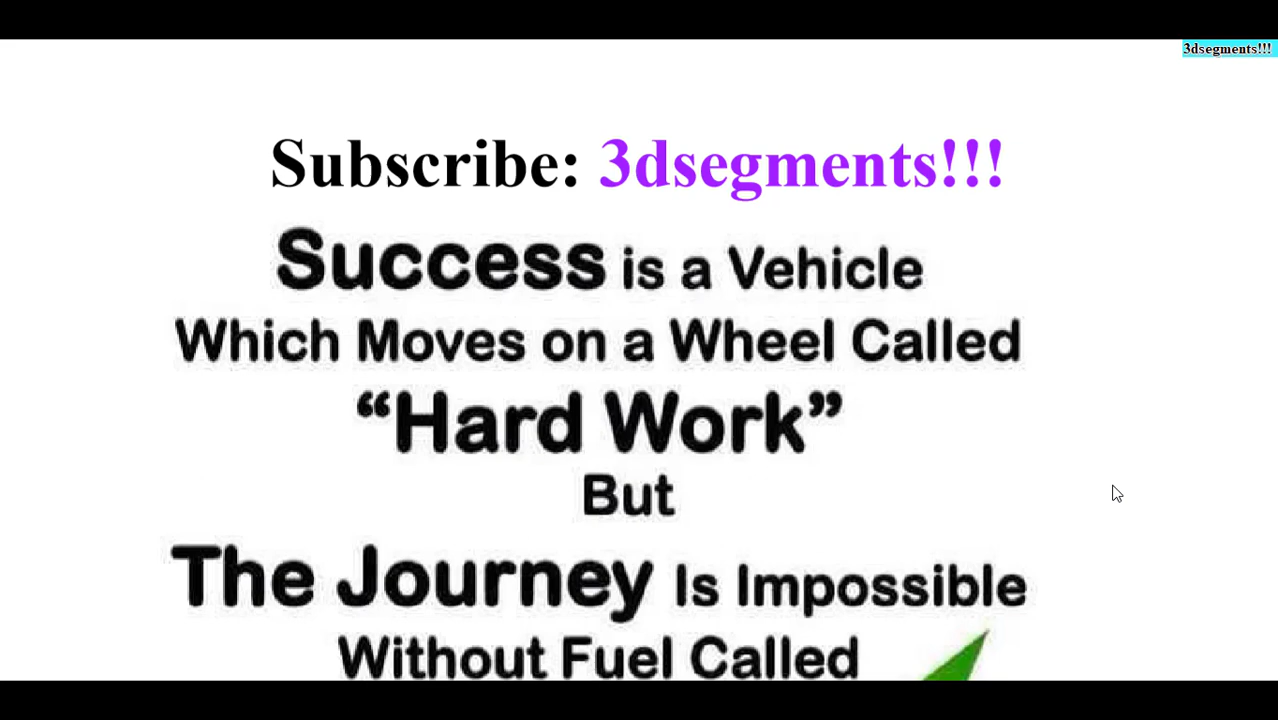 3dsegments!!!
Subscribe: 3dsegments!!!
Success is a Vehicle
Which Moves on a Wheel Called
“Hard Work”
But
The Journey Is Impossible
Without Fuel Called